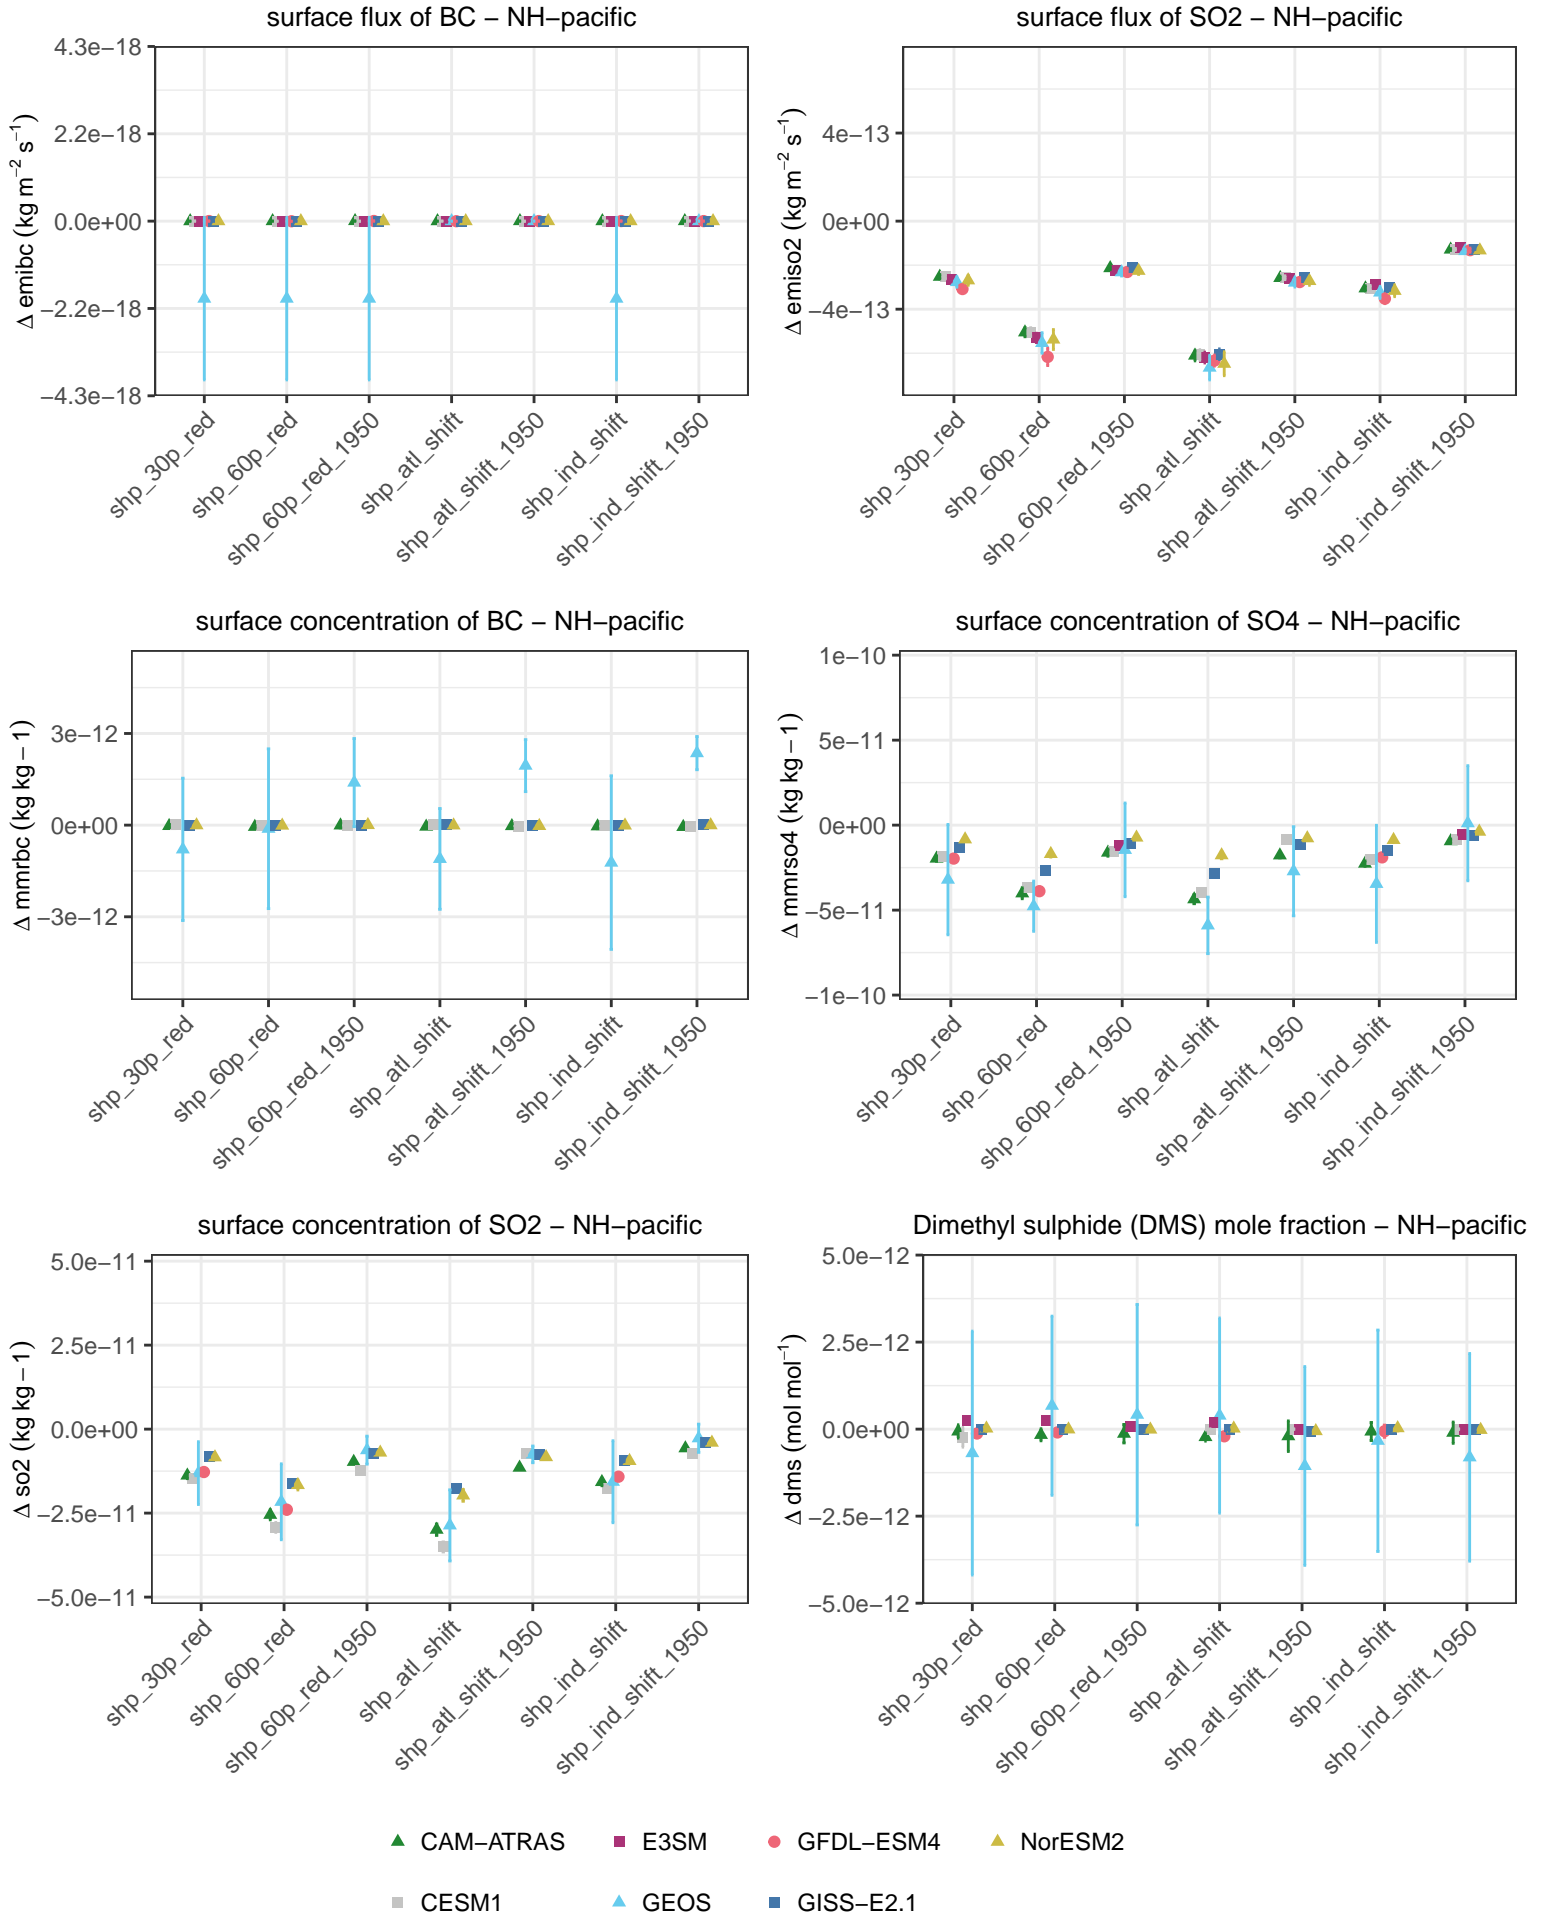 surface flux of BC − NH−pacific
Δ emibc (kg m−2 s−1)
4.3e−18
2.2e−18
0.0e+00
−2.2e−18
−4.3e−18
shp_30p_red
shp_60p_red
shp_60p_red_1950
shp_atl_shift
shp_atl_shift_1950
shp_ind_shift
shp_ind_shift_1950
surface flux of SO2 − NH−pacific
Δ emiso2 (kg m−2 s−1)
4e−13
0e+00
−4e−13
shp_30p_red
shp_60p_red
shp_60p_red_1950
shp_atl_shift
shp_atl_shift_1950
shp_ind_shift
shp_ind_shift_1950
surface concentration of BC − NH−pacific
Δ mmrbc (kg kg − 1)
3e−12
0e+00
−3e−12
shp_30p_red
shp_60p_red
shp_60p_red_1950
shp_atl_shift
shp_atl_shift_1950
shp_ind_shift
shp_ind_shift_1950
surface concentration of SO4 − NH−pacific
Δ mmrso4 (kg kg − 1)
1e−10
5e−11
0e+00
−5e−11
−1e−10
shp_30p_red
shp_60p_red
shp_60p_red_1950
shp_atl_shift
shp_atl_shift_1950
shp_ind_shift
shp_ind_shift_1950
surface concentration of SO2 − NH−pacific
Δ so2 (kg kg − 1)
5.0e−11
2.5e−11
0.0e+00
−2.5e−11
−5.0e−11
shp_30p_red
shp_60p_red
shp_60p_red_1950
shp_atl_shift
shp_atl_shift_1950
shp_ind_shift
shp_ind_shift_1950
Dimethyl sulphide (DMS) mole fraction − NH−pacific
Δ dms (mol mol−1)
5.0e−12
2.5e−12
0.0e+00
−2.5e−12
−5.0e−12
shp_30p_red
shp_60p_red
shp_60p_red_1950
shp_atl_shift
shp_atl_shift_1950
shp_ind_shift
shp_ind_shift_1950
CAM−ATRAS
E3SM
GFDL−ESM4
NorESM2
CESM1
GEOS
GISS−E2.1